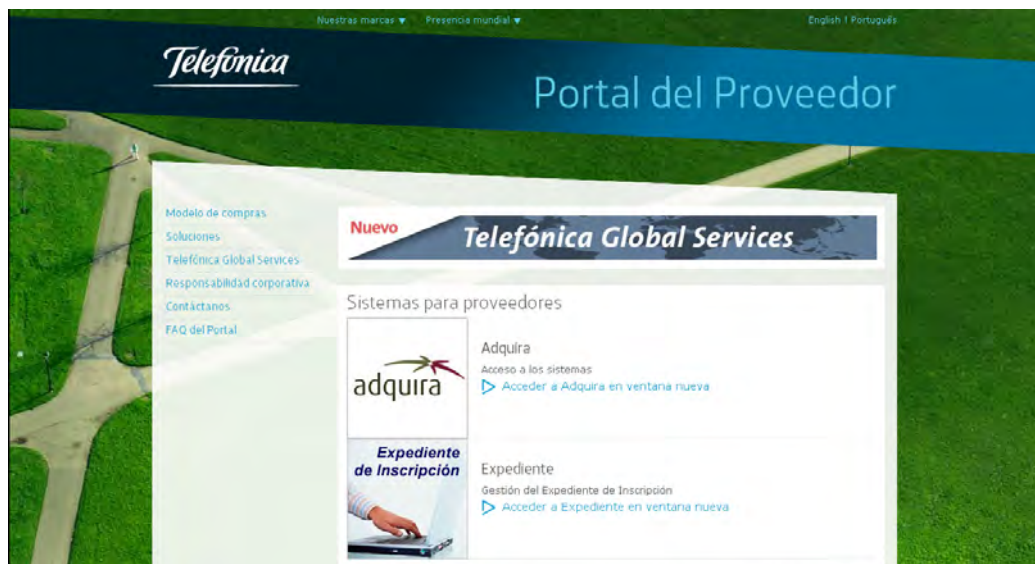 Nuestras marcas ▼ Presencia mundial ▼ English | Português
Telefónica
Portal del Proveedor
Modelo de compras
Soluciones
Telefónica Global Services
Responsabilidad corporativa
Contáctanos
FAQ del Portal
Nuevo
Telefónica Global Services
Sistemas para proveedores
adquira
Adquira
Acceso a los sistemas
Acceder a Adquira en ventana nueva
Expediente
de Inscripción
Expediente
Gestión del Expediente de Inscripción
Acceder a Expediente en ventana nueva